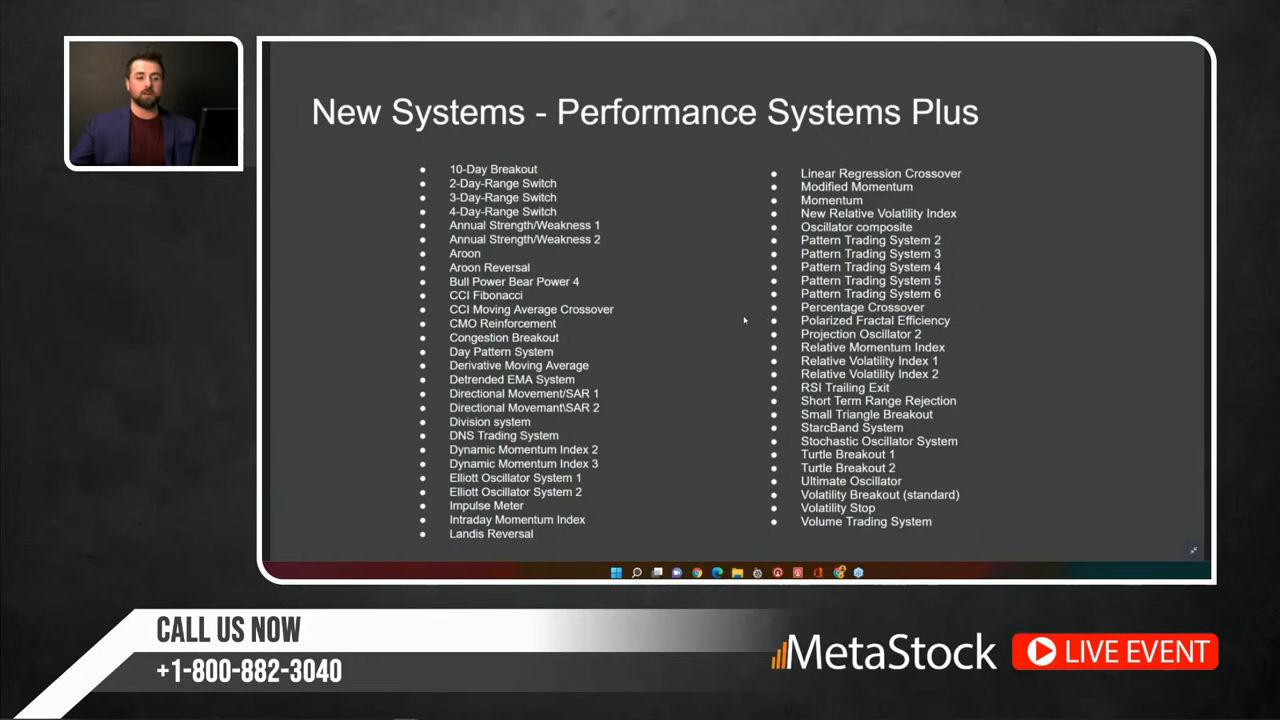 New Systems - Performance Systems Plus
10-Day Breakout
2-Day-Range Switch
3-Day-Range Switch
4-Day-Range Switch
Annual Strength/Weakness 1
Annual Strength/Weakness 2
Aroon
Aroon Reversal
Bull Power Bear Power 4
CCI Fibonacci
CCI Moving Average Crossover
CMO Reinforcement
Congestion Breakout
Day Pattern System
Derivative Moving Average
Detrended EMA System
Directional Movement/SAR 1
Directional Movemant\SAR 2
Division system
DNS Trading System
Dynamic Momentum Index 2
Dynamic Momentum Index 3
Elliott Oscillator System 1
Elliott Oscillator System 2
Impulse Meter
Intraday Momentum Index
Landis Reversal
Linear Regression Crossover
Modified Momentum
Momentum
New Relative Volatility Index
Oscillator composite
Pattern Trading System 2
Pattern Trading System 3
Pattern Trading System 4
Pattern Trading System 5
Pattern Trading System 6
Percentage Crossover
Polarized Fractal Efficiency
Projection Oscillator 2
Relative Momentum Index
Relative Volatility Index 1
Relative Volatility Index 2
RSI Trailing Exit
Short Term Range Rejection
Small Triangle Breakout
StarcBand System
Stochastic Oscillator System
Turtle Breakout 1
Turtle Breakout 2
Ultimate Oscillator
Volatility Breakout (standard)
Volatility Stop
Volume Trading System
CALL US NOW
+1-800-882-3040
MetaStock
LIVE EVENT